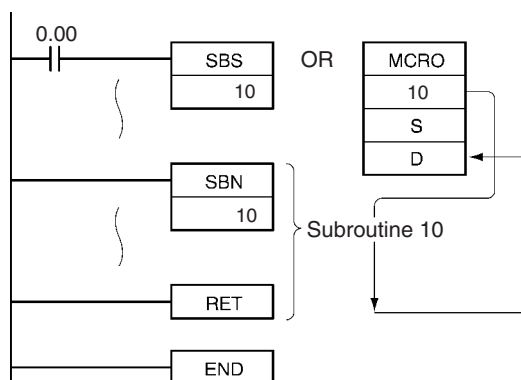 0.00
SBS OR MCRO
10 10
S
D
SBN
10
Subroutine 10
RET
END